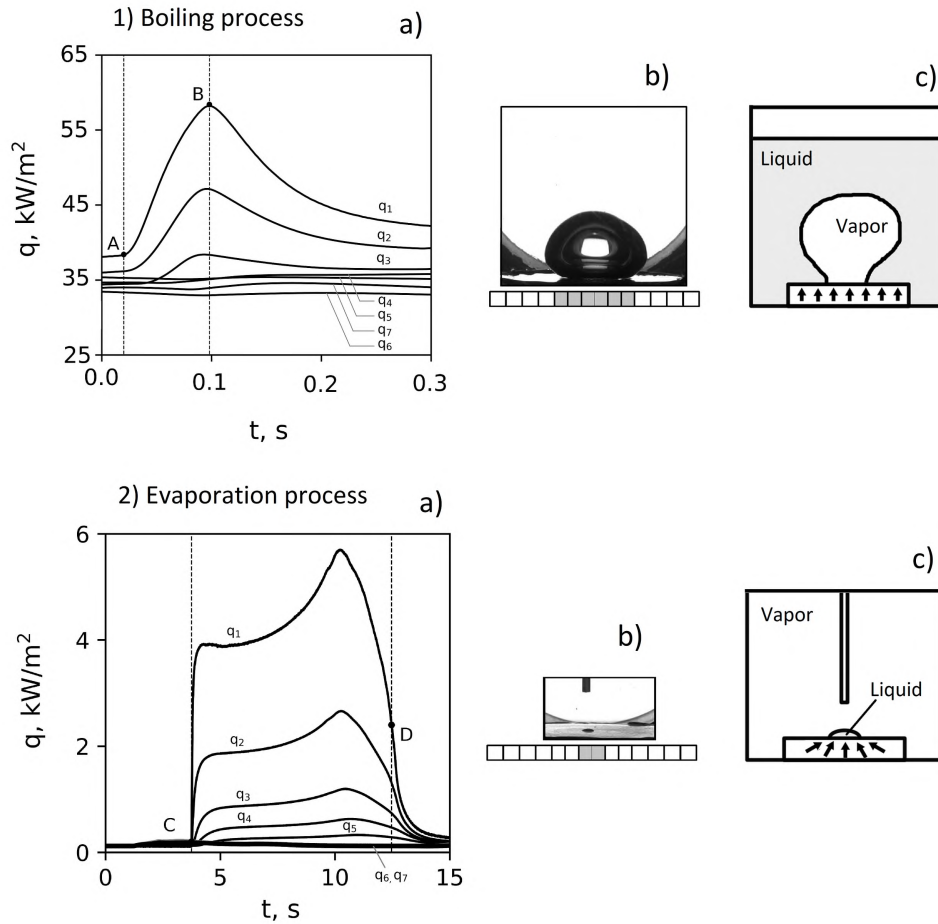 1) Boiling process
a)
65
55
45
35
25
q, kW/m²
A
B
q₁
q₂
q₃
q₄
q₅
q₇
q₆
0.0
0.1
0.2
0.3
t, s
b)
c)
Liquid
Vapor
2) Evaporation process
a)
6
4
2
0
q, kW/m²
q₁
q₂
q₃
q₄
q₅
C
D
q₆, q₇
0
5
10
15
t, s
b)
c)
Vapor
Liquid